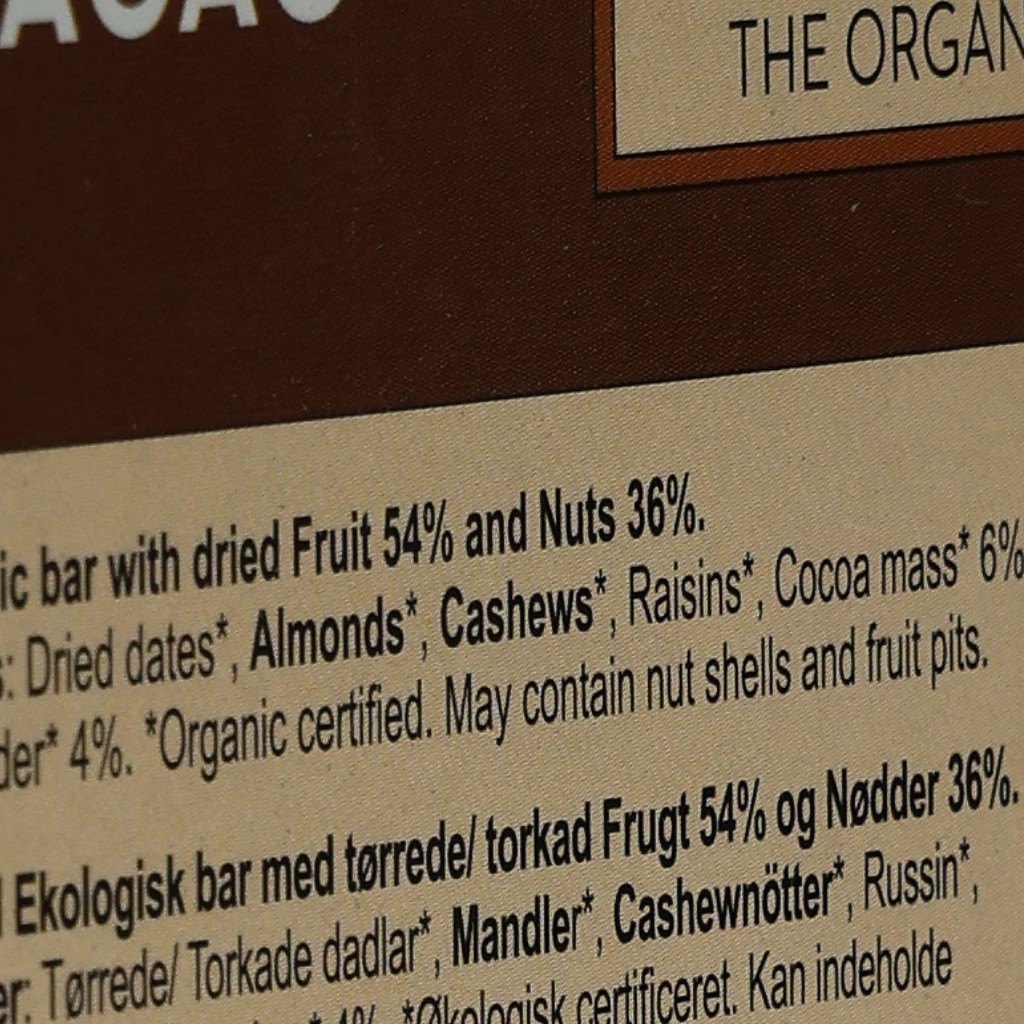 ACAO
THE ORGAN
ic bar with dried Fruit 54% and Nuts 36%.
s: Dried dates*, Almonds*, Cashews*, Raisins*, Cocoa mass* 6%
der* 4%. *Organic certified. May contain nut shells and fruit pits.
Ekologisk bar med tørrede/ torkad Frugt 54% og Nødder 36%.
er: Tørrede/ Torkade dadlar*, Mandler*, Cashewnötter*, Russin*,
* 4%. *Økologisk certificeret. Kan indeholde